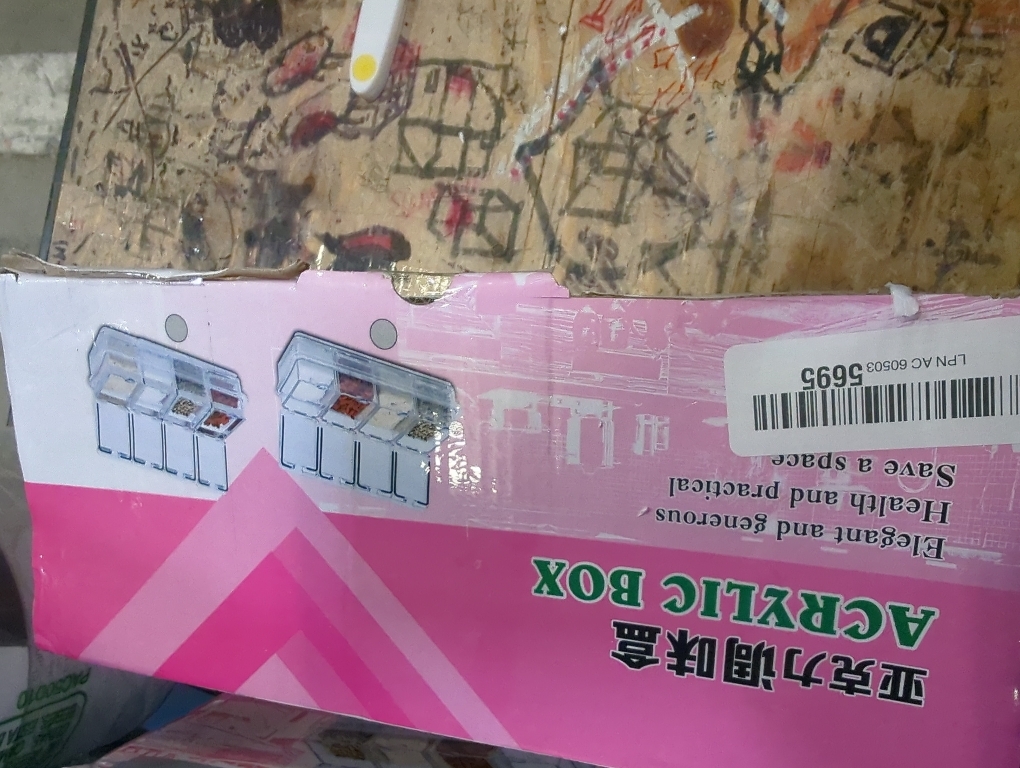 亚克力调味盒
ACRYLIC BOX
Elegant and generous
Health and practical
Save a space
LPN AC 60503
5695
PAC50010